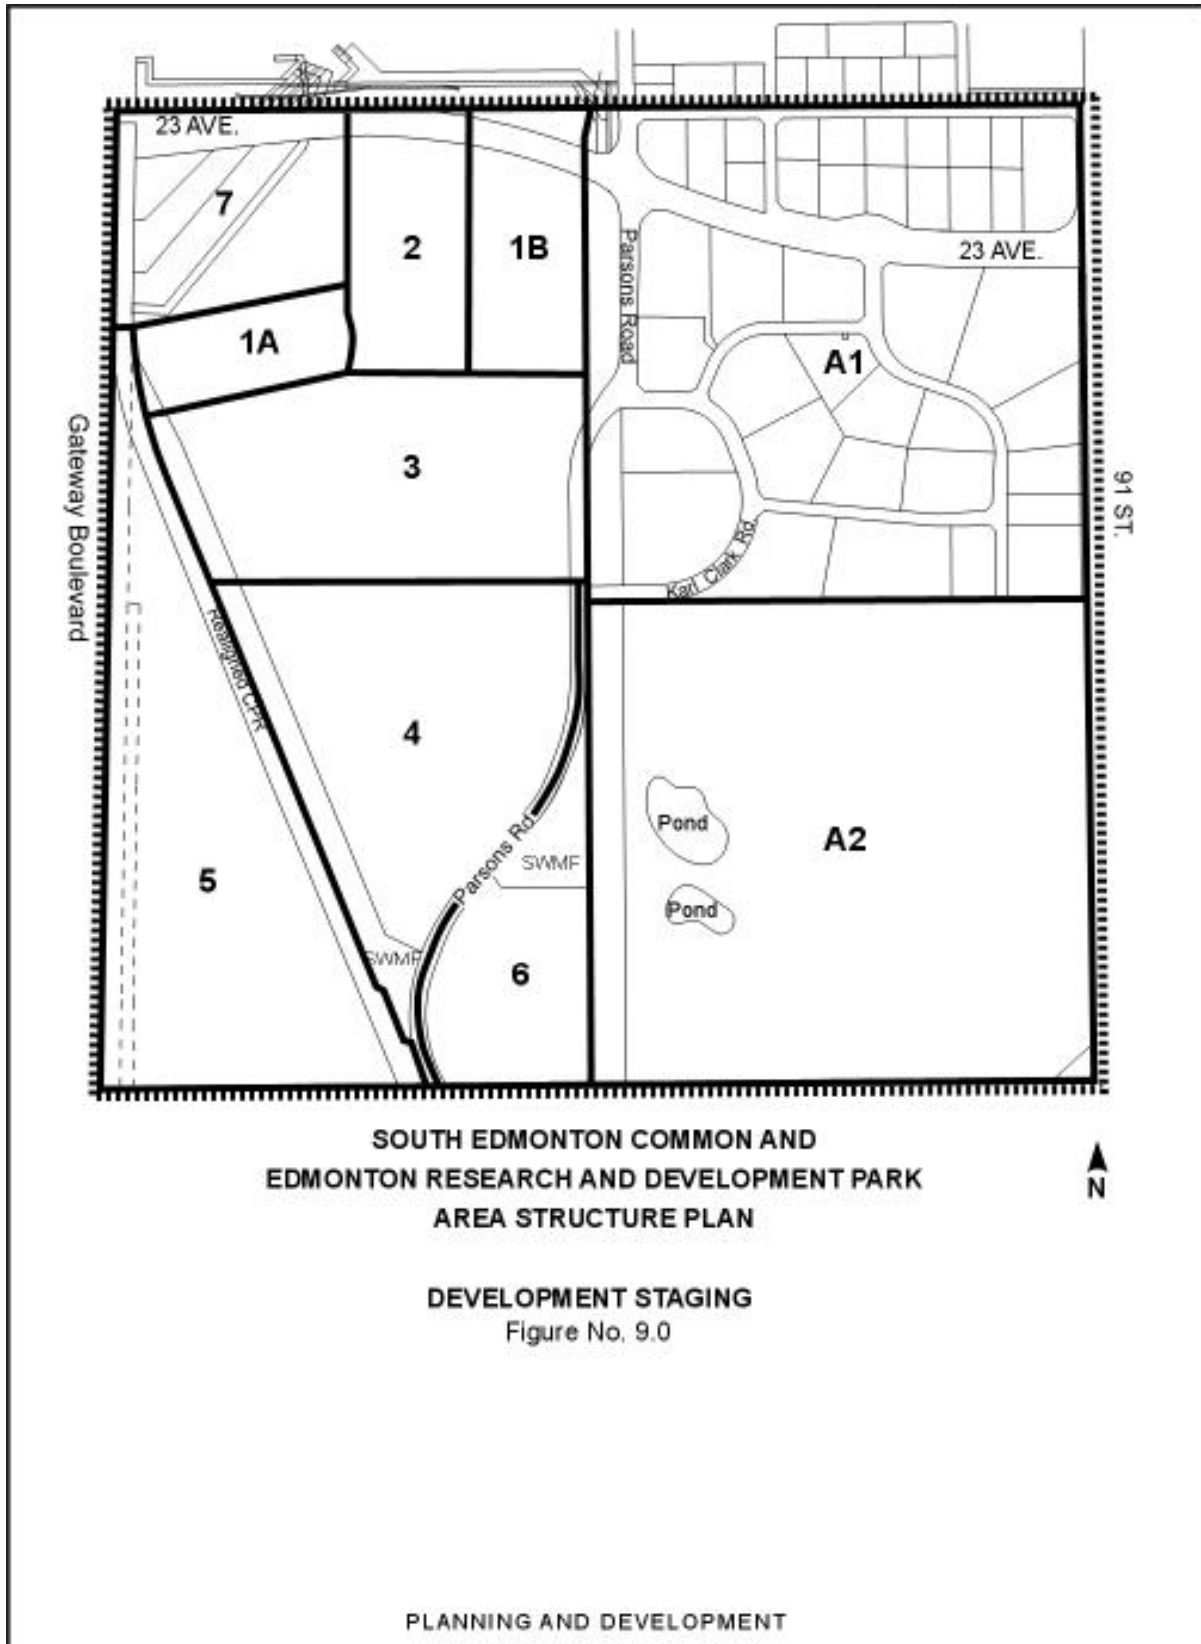 23 AVE.
7
2
1B
Parsons Road
23 AVE.
1A
A1
Gateway Boulevard
3
91 ST.
Karl Clark Rd.
Realigned CPR
4
Pond
A2
Parsons Rd
SWMF
5
Pond
SWMF
6
SOUTH EDMONTON COMMON AND
EDMONTON RESEARCH AND DEVELOPMENT PARK
AREA STRUCTURE PLAN
N
DEVELOPMENT STAGING
Figure No. 9.0
PLANNING AND DEVELOPMENT